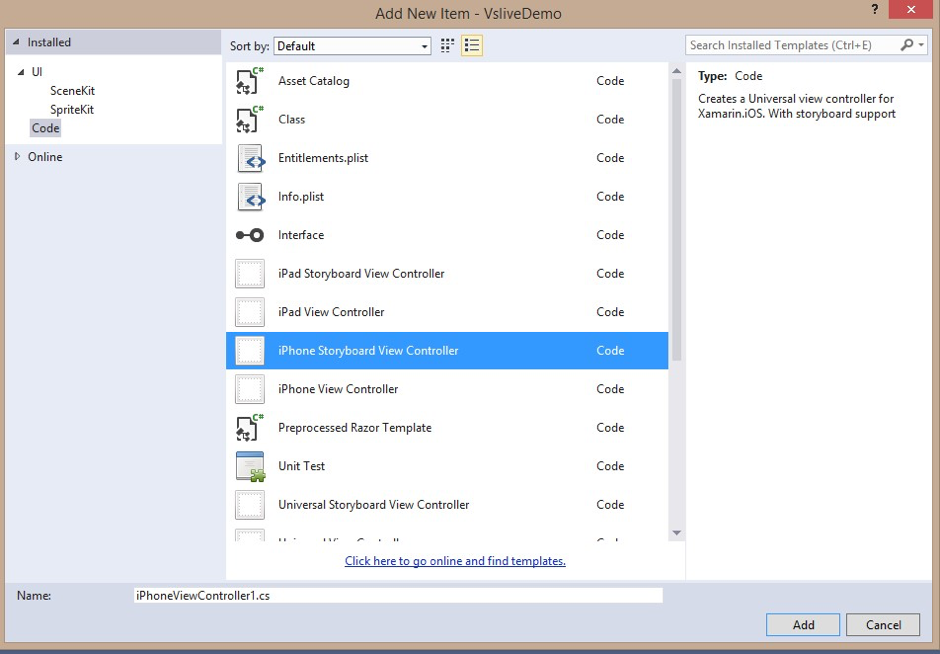 Add New Item - VsliveDemo
?
Installed
UI
SceneKit
SpriteKit
Code
Online
Sort by: Default
Asset Catalog Code
Class Code
Entitlements.plist Code
Info.plist Code
Interface Code
iPad Storyboard View Controller Code
iPad View Controller Code
iPhone Storyboard View Controller Code
iPhone View Controller Code
Preprocessed Razor Template Code
Unit Test Code
Universal Storyboard View Controller Code
Click here to go online and find templates.
Search Installed Templates (Ctrl+E)
Type: Code
Creates a Universal view controller for
Xamarin.iOS. With storyboard support
Name: iPhoneViewController1.cs
Add Cancel